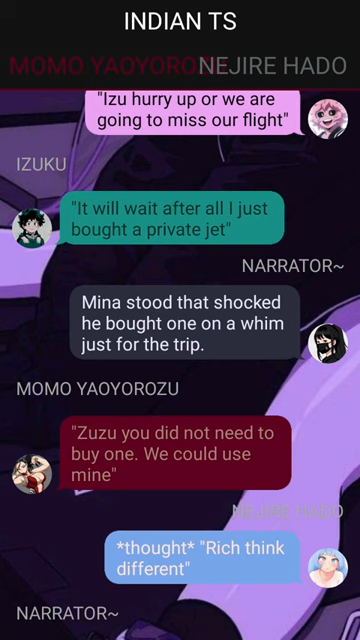 INDIAN TS
MOMO YAOYOROZU
NEJIRE HADO
"Izu hurry up or we are
going to miss our flight"
IZUKU
"It will wait after all I just
bought a private jet"
NARRATOR~
Mina stood that shocked
he bought one on a whim
just for the trip.
MOMO YAOYOROZU
"Zuzu you did not need to
buy one. We could use
mine"
NEJIRE HADO
*thought* "Rich think
different"
NARRATOR~